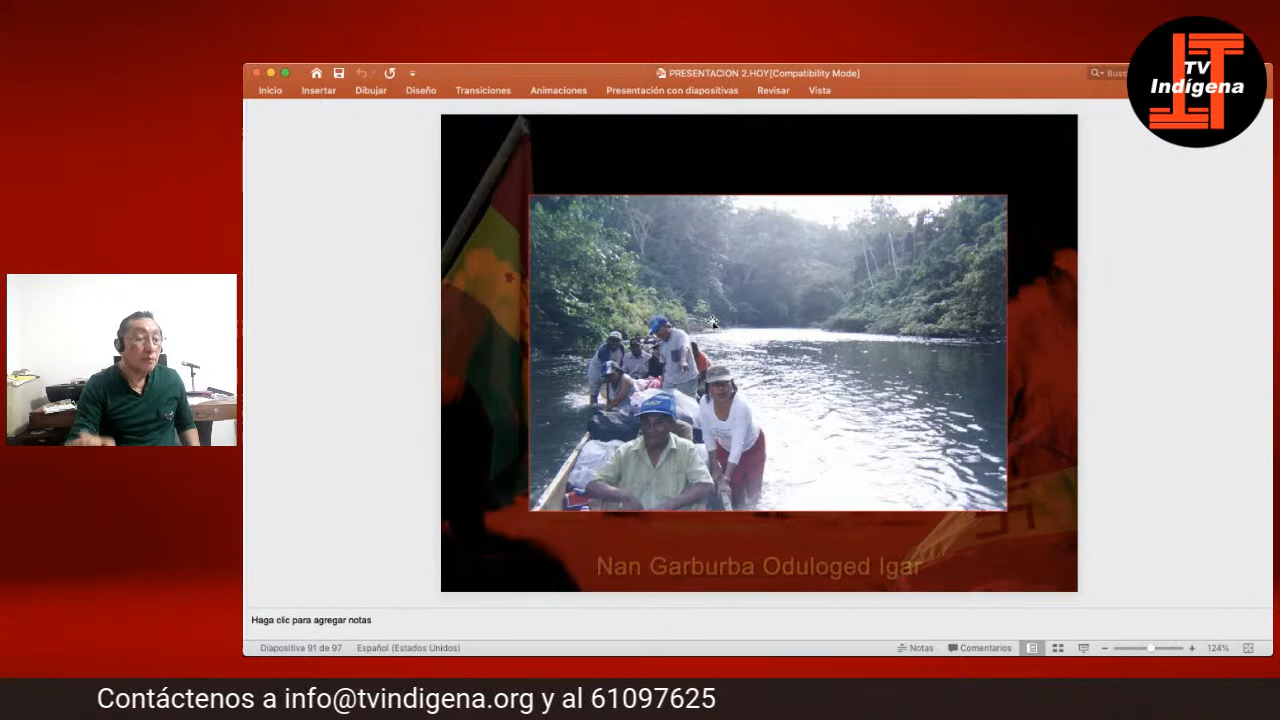 PRESENTACION 2.HOY[Compatibility Mode]
Busc
Inicio Insertar Dibujar Diseño Transiciones Animaciones Presentación con diapositivas Revisar Vista
TV
Indígena
Nan Garburba Oduloged Igar
Haga clic para agregar notas
Diapositiva 91 de 97 Español (Estados Unidos) Notas Comentarios 124%
Contáctenos a info@tvindigena.org y al 61097625